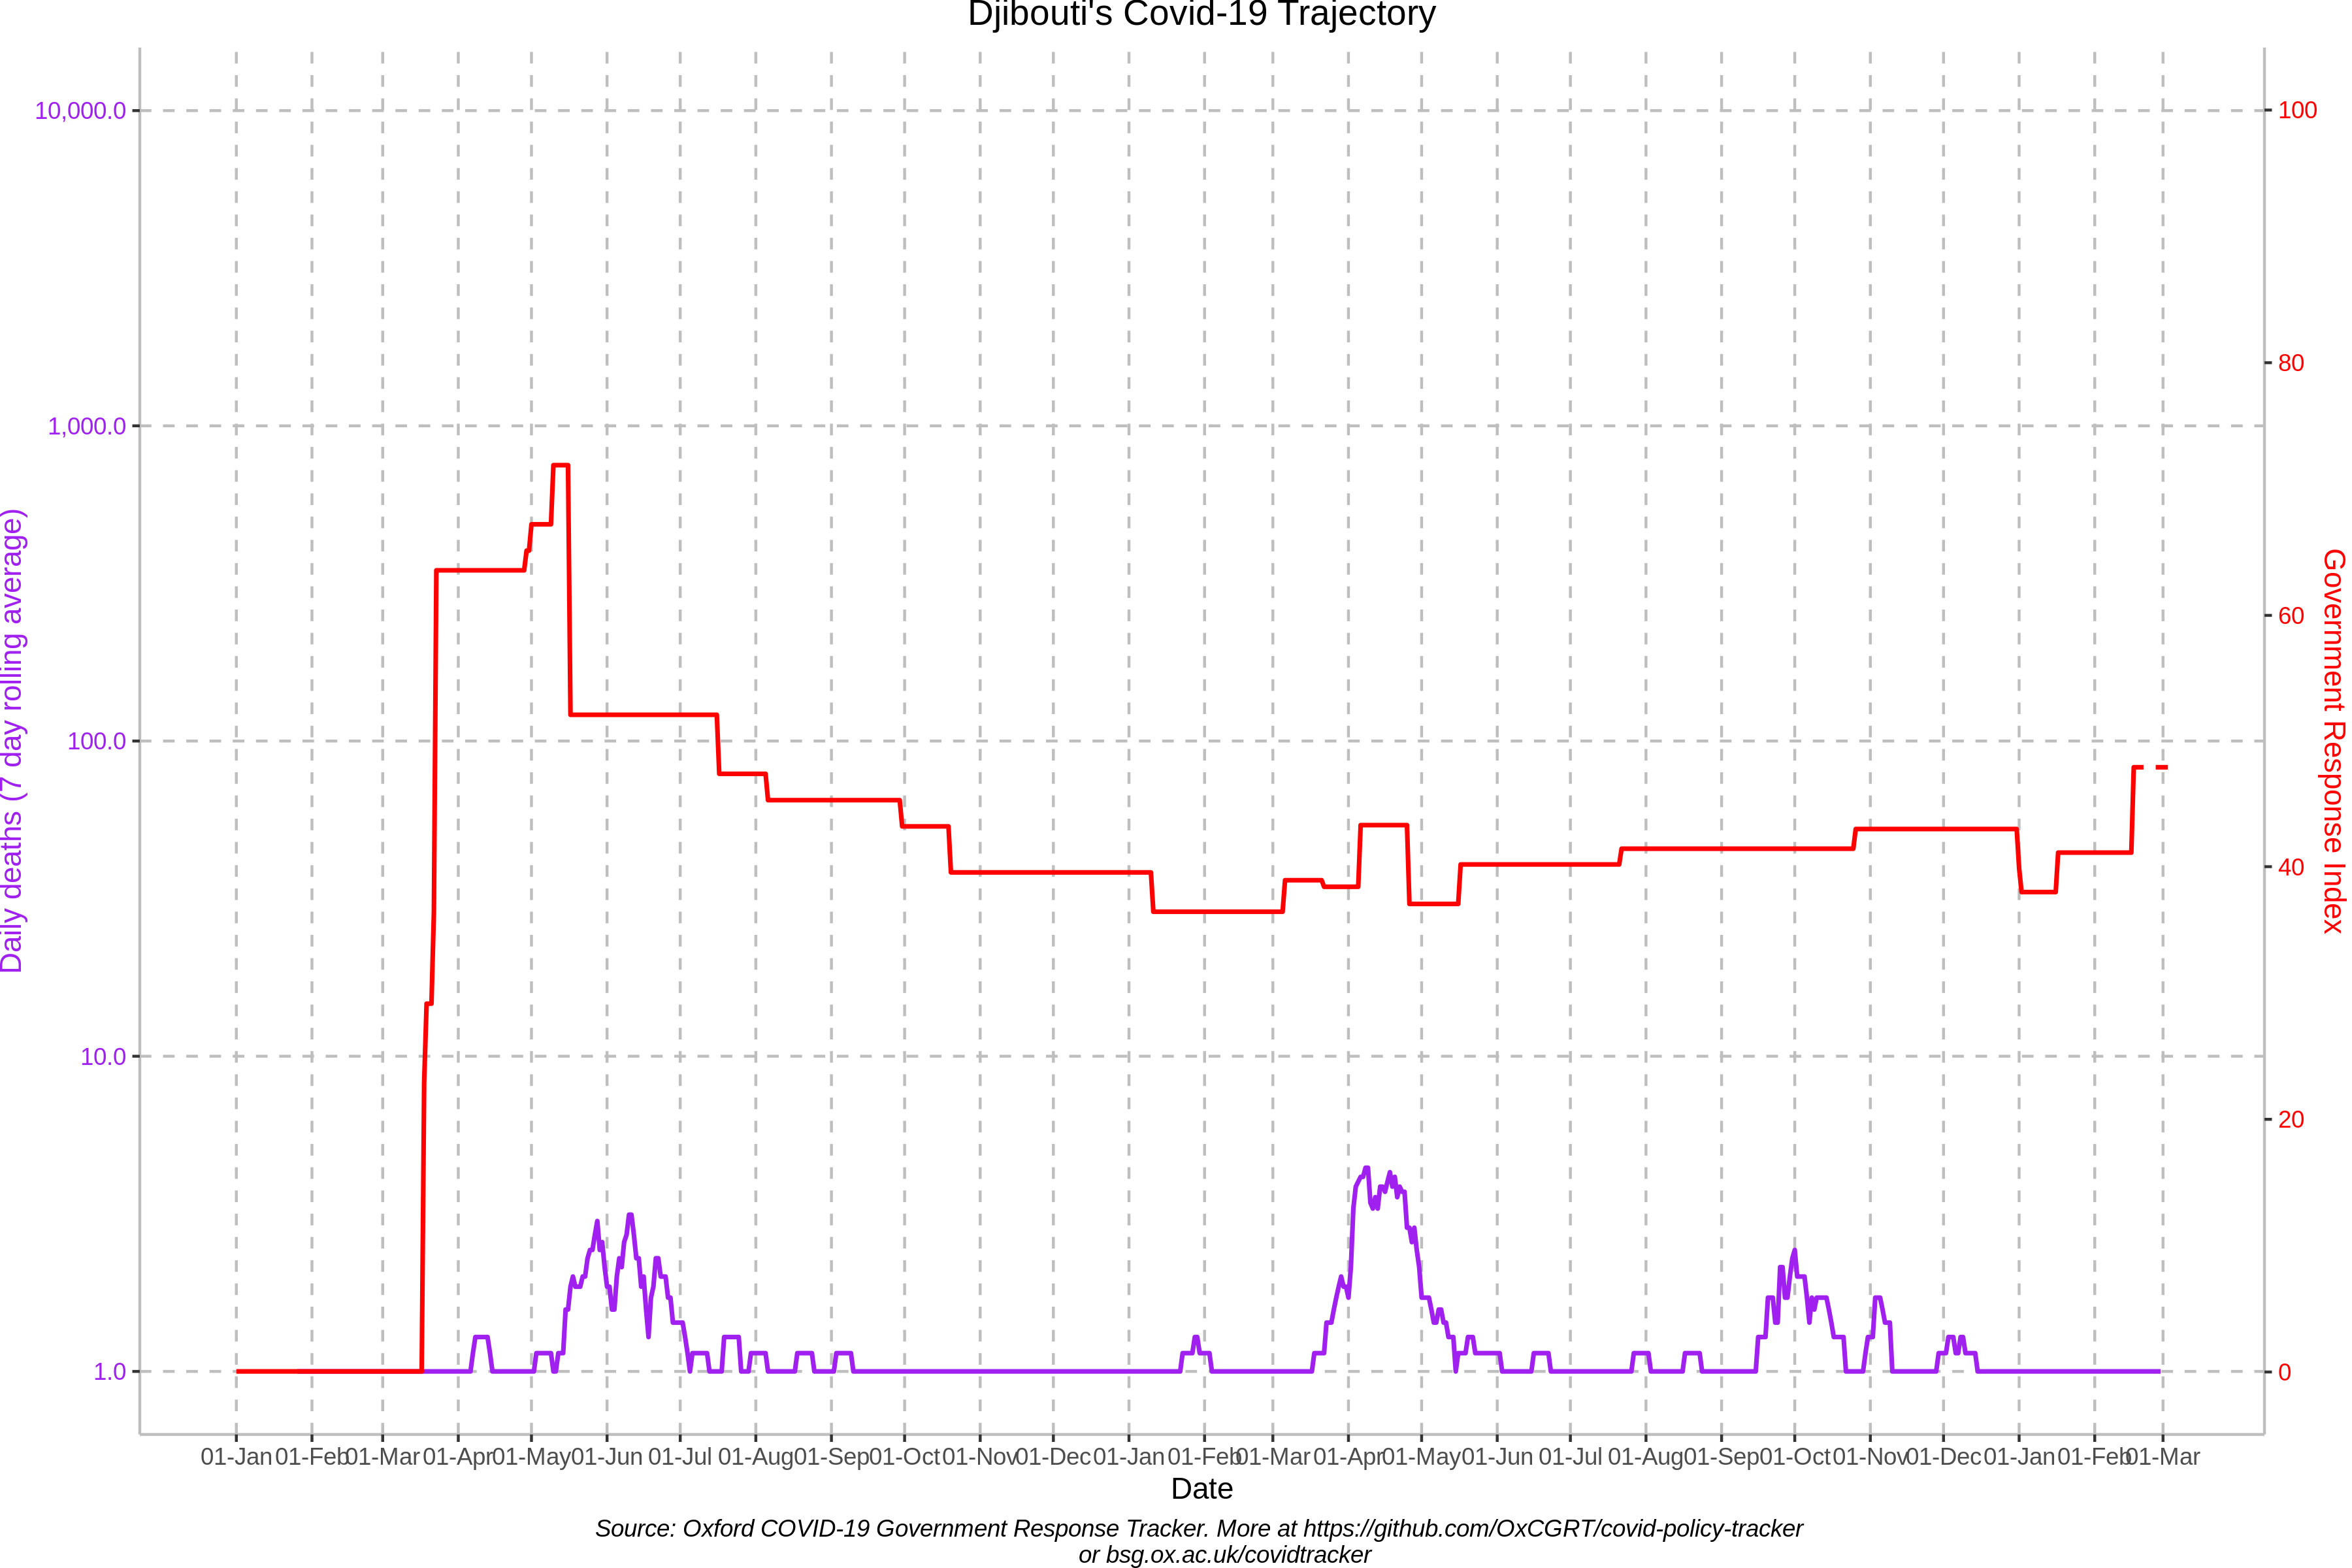 Djibouti's Covid-19 Trajectory
10,000.0
1,000.0
100.0
10.0
1.0
Daily deaths (7 day rolling average)
100
80
60
40
20
0
Government Response Index
01-Jan 01-Feb 01-Mar 01-Apr 01-May 01-Jun 01-Jul 01-Aug 01-Sep 01-Oct 01-Nov 01-Dec 01-Jan 01-Feb 01-Mar 01-Apr 01-May 01-Jun 01-Jul 01-Aug 01-Sep 01-Oct 01-Nov 01-Dec 01-Jan 01-Feb 01-Mar
Date
Source: Oxford COVID-19 Government Response Tracker. More at https://github.com/OxCGRT/covid-policy-tracker
or bsg.ox.ac.uk/covidtracker